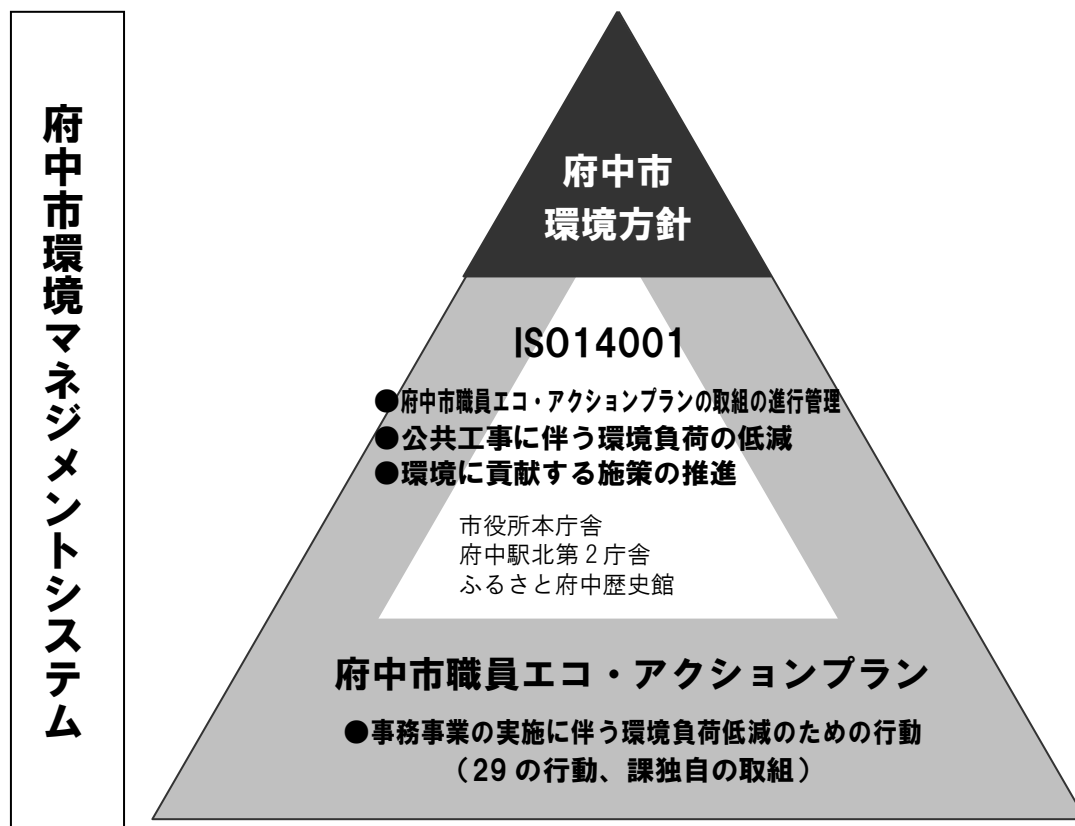 府中市環境マネジメントシステム
府中市
環境方針
ISO14001
●府中市職員エコ・アクションプランの取組の進行管理
●公共工事に伴う環境負荷の低減
●環境に貢献する施策の推進
市役所本庁舎
府中駅北第2庁舎
ふるさと府中歴史館
府中市職員エコ・アクションプラン
●事務事業の実施に伴う環境負荷低減のための行動
（29の行動、課独自の取組）